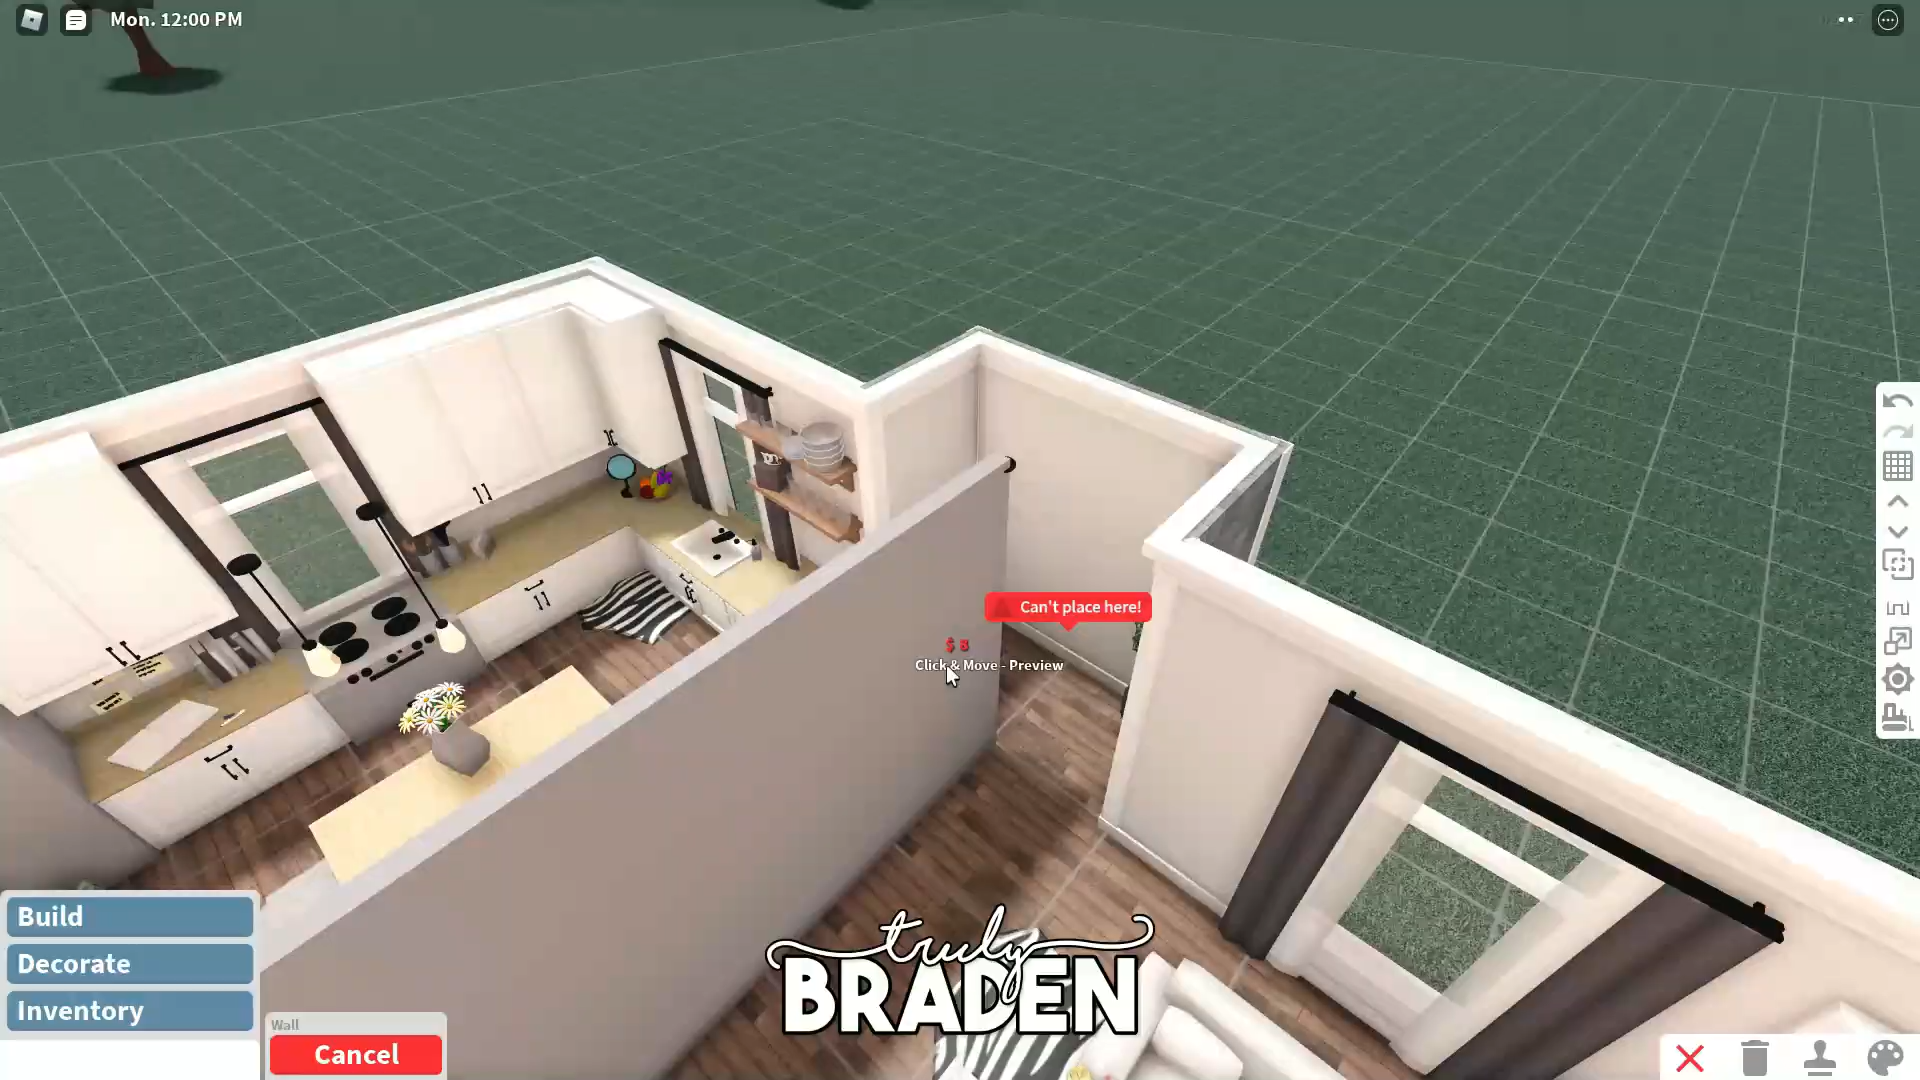 Mon. 12:00 PM
Can't place here!
$ 8
Click & Move - Preview
Build
Decorate
Inventory
Wall
Cancel
truly
BRADEN